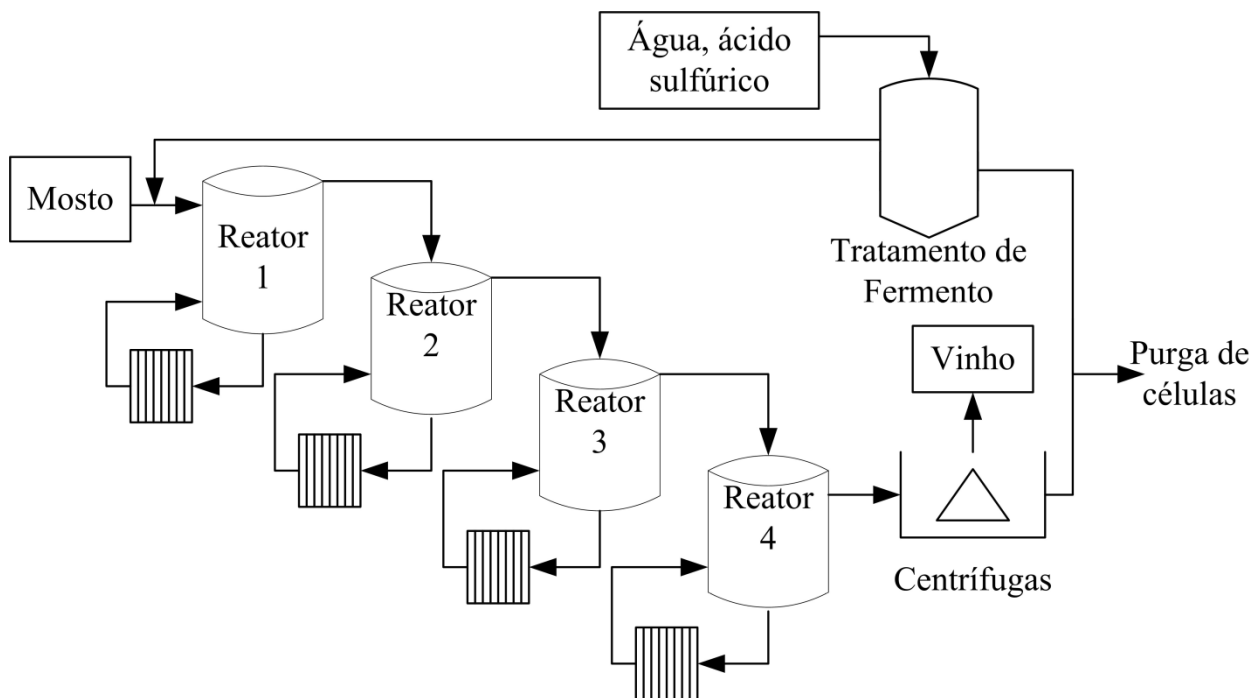 Água, ácido
sulfúrico
Mosto
Reator
1
Tratamento de
Fermento
Reator
2
Vinho
Purga de
células
Reator
3
Reator
4
Centrífugas